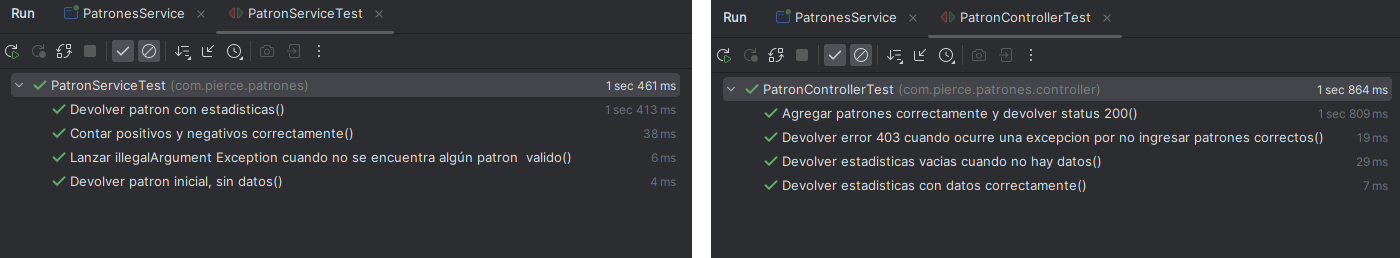 Run PatronesService PatronServiceTest
PatronServiceTest (com.pierce.patrones) 1 sec 461 ms
Devolver patron con estadisticas() 1 sec 413 ms
Contar positivos y negativos correctamente() 38 ms
Lanzar illegalArgument Exception cuando no se encuentra algún patron  valido() 6 ms
Devolver patron inicial, sin datos() 4 ms
Run PatronesService PatronControllerTest
PatronControllerTest (com.pierce.patrones.controller) 1 sec 864 ms
Agregar patrones correctamente y devolver status 200() 1 sec 809 ms
Devolver error 403 cuando ocurre una excepcion por no ingresar patrones correctos() 19 ms
Devolver estadisticas vacias cuando no hay datos() 29 ms
Devolver estadisticas con datos correctamente() 7 ms